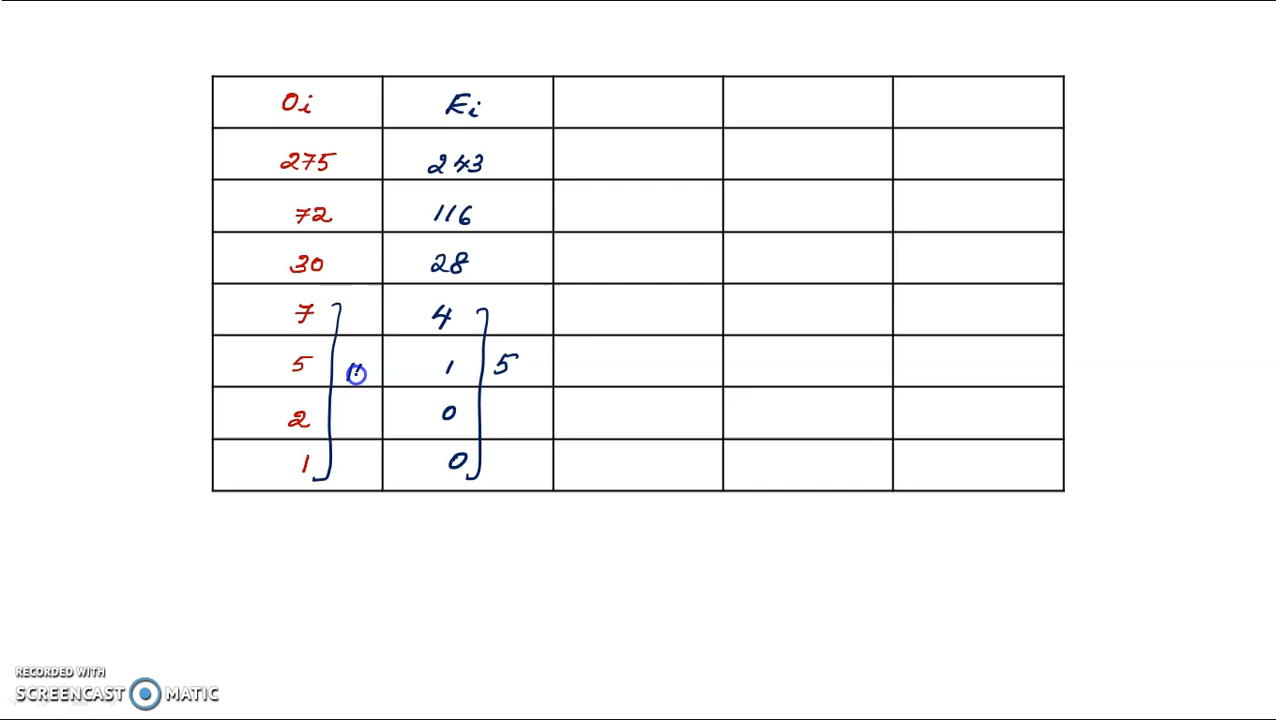 Oi Ei
275 243
72 116
30 28
7 4
5 1 5
2 0
1 0
RECORDED WITH
SCREENCAST MATIC